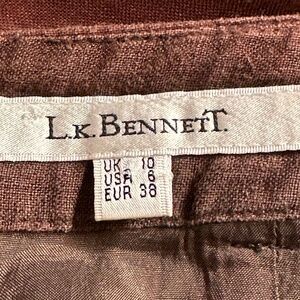 L.K. BENNETT.
UK 10
USA 6
EUR 38